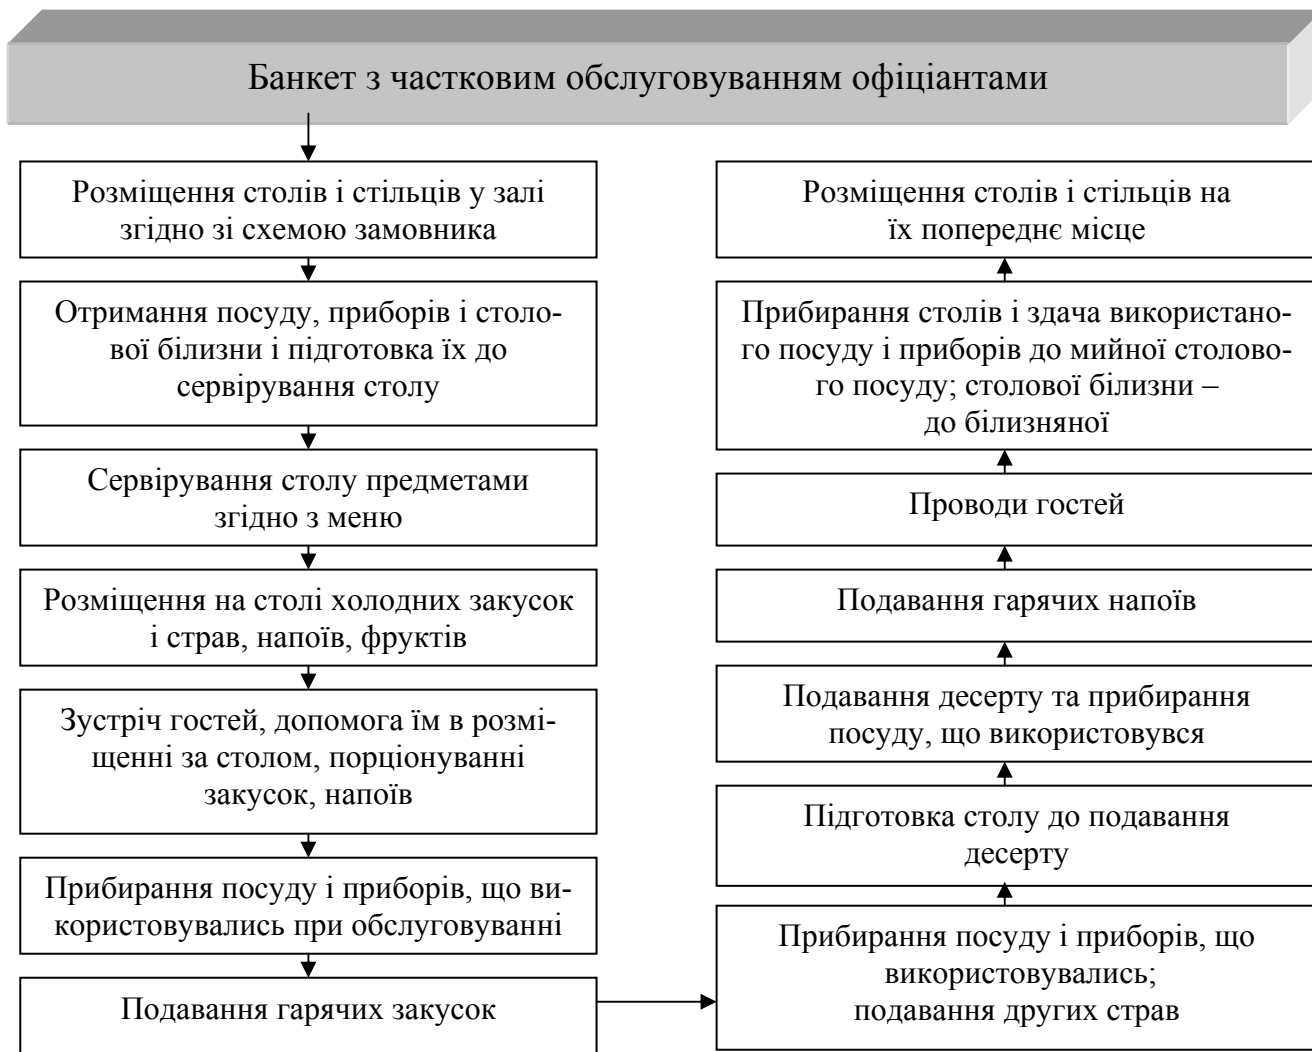 Банкет з частковим обслуговуванням офіціантами
Розміщення столів і стільців у залі
згідно зі схемою замовника
Отримання посуду, приборів і столо-
вої білизни і підготовка їх до
сервірування столу
Сервірування столу предметами
згідно з меню
Розміщення на столі холодних закусок
і страв, напоїв, фруктів
Зустріч гостей, допомога їм в розмі-
щенні за столом, порціонуванні
закусок, напоїв
Прибирання посуду і приборів, що ви-
користовувались при обслуговуванні
Подавання гарячих закусок
Прибирання посуду і приборів, що
використовувались;
подавання других страв
Підготовка столу до подавання
десерту
Подавання десерту та прибирання
посуду, що використовувся
Подавання гарячих напоїв
Проводи гостей
Прибирання столів і здача використано-
го посуду і приборів до мийної столово-
го посуду; столової білизни –
до білизняної
Розміщення столів і стільців на
їх попереднє місце